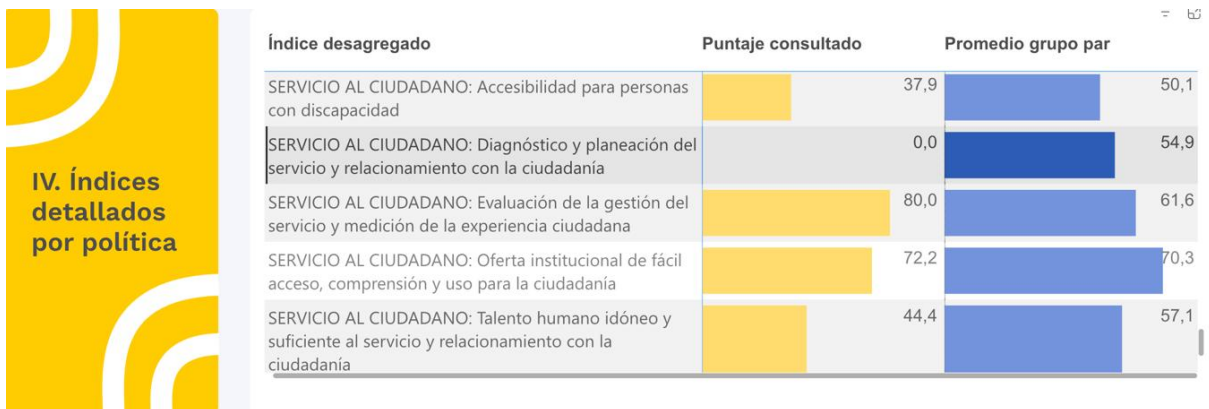 IV. Índices
detallados
por política
Índice desagregado Puntaje consultado Promedio grupo par
SERVICIO AL CIUDADANO: Accesibilidad para personas 37,9 50,1
con discapacidad
SERVICIO AL CIUDADANO: Diagnóstico y planeación del 0,0 54,9
servicio y relacionamiento con la ciudadanía
SERVICIO AL CIUDADANO: Evaluación de la gestión del 80,0 61,6
servicio y medición de la experiencia ciudadana
SERVICIO AL CIUDADANO: Oferta institucional de fácil 72,2 70,3
acceso, comprensión y uso para la ciudadanía
SERVICIO AL CIUDADANO: Talento humano idóneo y 44,4 57,1
suficiente al servicio y relacionamiento con la
ciudadanía